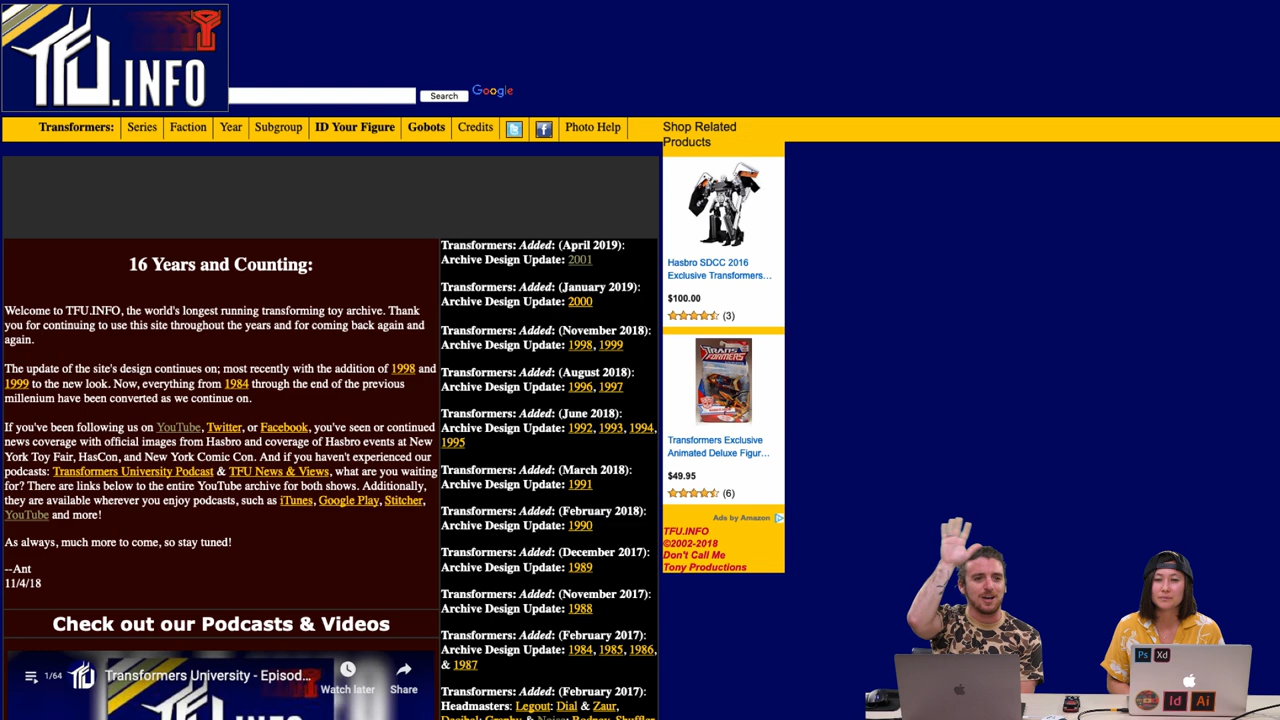 TFU.INFO
Search
Google
Transformers:
Series
Faction
Year
Subgroup
ID Your Figure
Gobots
Credits
Photo Help
Shop Related
Products
16 Years and Counting:
Welcome to TFU.INFO, the world's longest running transforming toy archive. Thank
you for continuing to use this site throughout the years and for coming back again and
again.
The update of the site's design continues on; most recently with the addition of 1998 and
1999 to the new look. Now, everything from 1984 through the end of the previous
millenium have been converted as we continue on.
If you've been following us on YouTube, Twitter, or Facebook, you've seen or continued
news coverage with official images from Hasbro and coverage of Hasbro events at New
York Toy Fair, HasCon, and New York Comic Con. And if you haven't experienced our
podcasts: Transformers University Podcast & TFU News & Views, what are you waiting
for? There are links below to the entire YouTube archive for both shows. Additionally,
they are available wherever you enjoy podcasts, such as iTunes, Google Play, Stitcher,
YouTube and more!
As always, much more to come, so stay tuned!
--Ant
11/4/18
Check out our Podcasts & Videos
1/64
Transformers University - Episod...
Watch later
Share
Transformers: Added: (April 2019):
Archive Design Update: 2001
Transformers: Added: (January 2019):
Archive Design Update: 2000
Transformers: Added: (November 2018):
Archive Design Update: 1998, 1999
Transformers: Added: (August 2018):
Archive Design Update: 1996, 1997
Transformers: Added: (June 2018):
Archive Design Update: 1992, 1993, 1994,
1995
Transformers: Added: (March 2018):
Archive Design Update: 1991
Transformers: Added: (February 2018):
Archive Design Update: 1990
Transformers: Added: (December 2017):
Archive Design Update: 1989
Transformers: Added: (November 2017):
Archive Design Update: 1988
Transformers: Added: (February 2017):
Archive Design Update: 1984, 1985, 1986,
& 1987
Transformers: Added: (February 2017):
Headmasters: Legout: Dial & Zaur,
Hasbro SDCC 2016
Exclusive Transformers...
$100.00
(3)
TRANSFORMERS
Transformers Exclusive
Animated Deluxe Figur...
$49.95
(6)
Ads by Amazon
TFU.INFO
©2002-2018
Don't Call Me
Tony Productions
Ps
Xd
Id
Ai